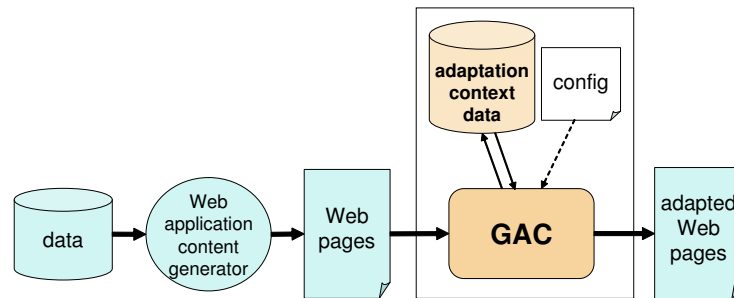 adaptation
context
data
config
data
Web
application
content
generator
Web
pages
GAC
adapted
Web
pages